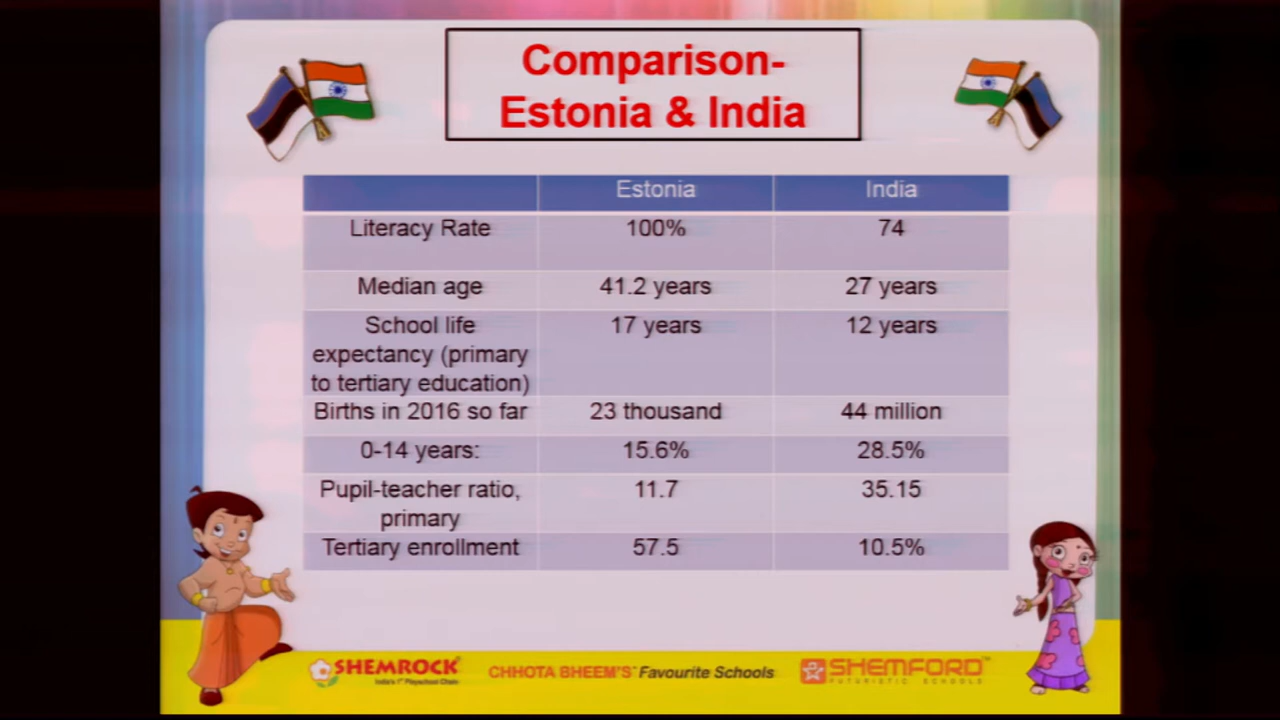 Comparison-
Estonia & India
Estonia India
Literacy Rate 100% 74
Median age 41.2 years 27 years
School life 17 years 12 years
expectancy (primary
to tertiary education)
Births in 2016 so far 23 thousand 44 million
0-14 years: 15.6% 28.5%
Pupil-teacher ratio, 11.7 35.15
primary
Tertiary enrollment 57.5 10.5%
SHEMROCK® CHHOTA BHEEM'S™ Favourite Schools SHEMFORD™
India's 1st Playschool Chain FUTURISTIC SCHOOLS